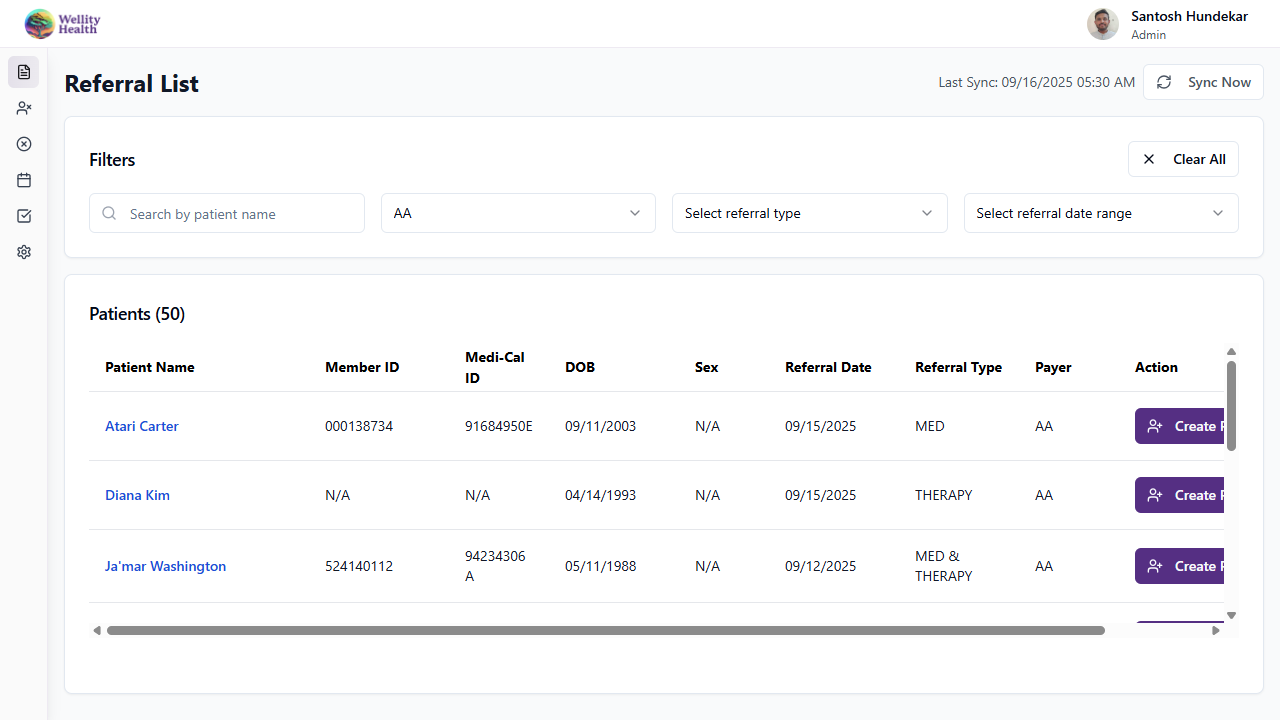 Wellity
Health
Santosh Hundekar
Admin
Referral List
Last Sync: 09/16/2025 05:30 AM
Sync Now
Filters
Clear All
Search by patient name
AA
Select referral type
Select referral date range
Patients (50)
Patient Name Member ID Medi-Cal ID DOB Sex Referral Date Referral Type Payer Action
Atari Carter 000138734 91684950E 09/11/2003 N/A 09/15/2025 MED AA Create
Diana Kim N/A N/A 04/14/1993 N/A 09/15/2025 THERAPY AA Create
Ja'mar Washington 524140112 94234306A 05/11/1988 N/A 09/12/2025 MED & THERAPY AA Create